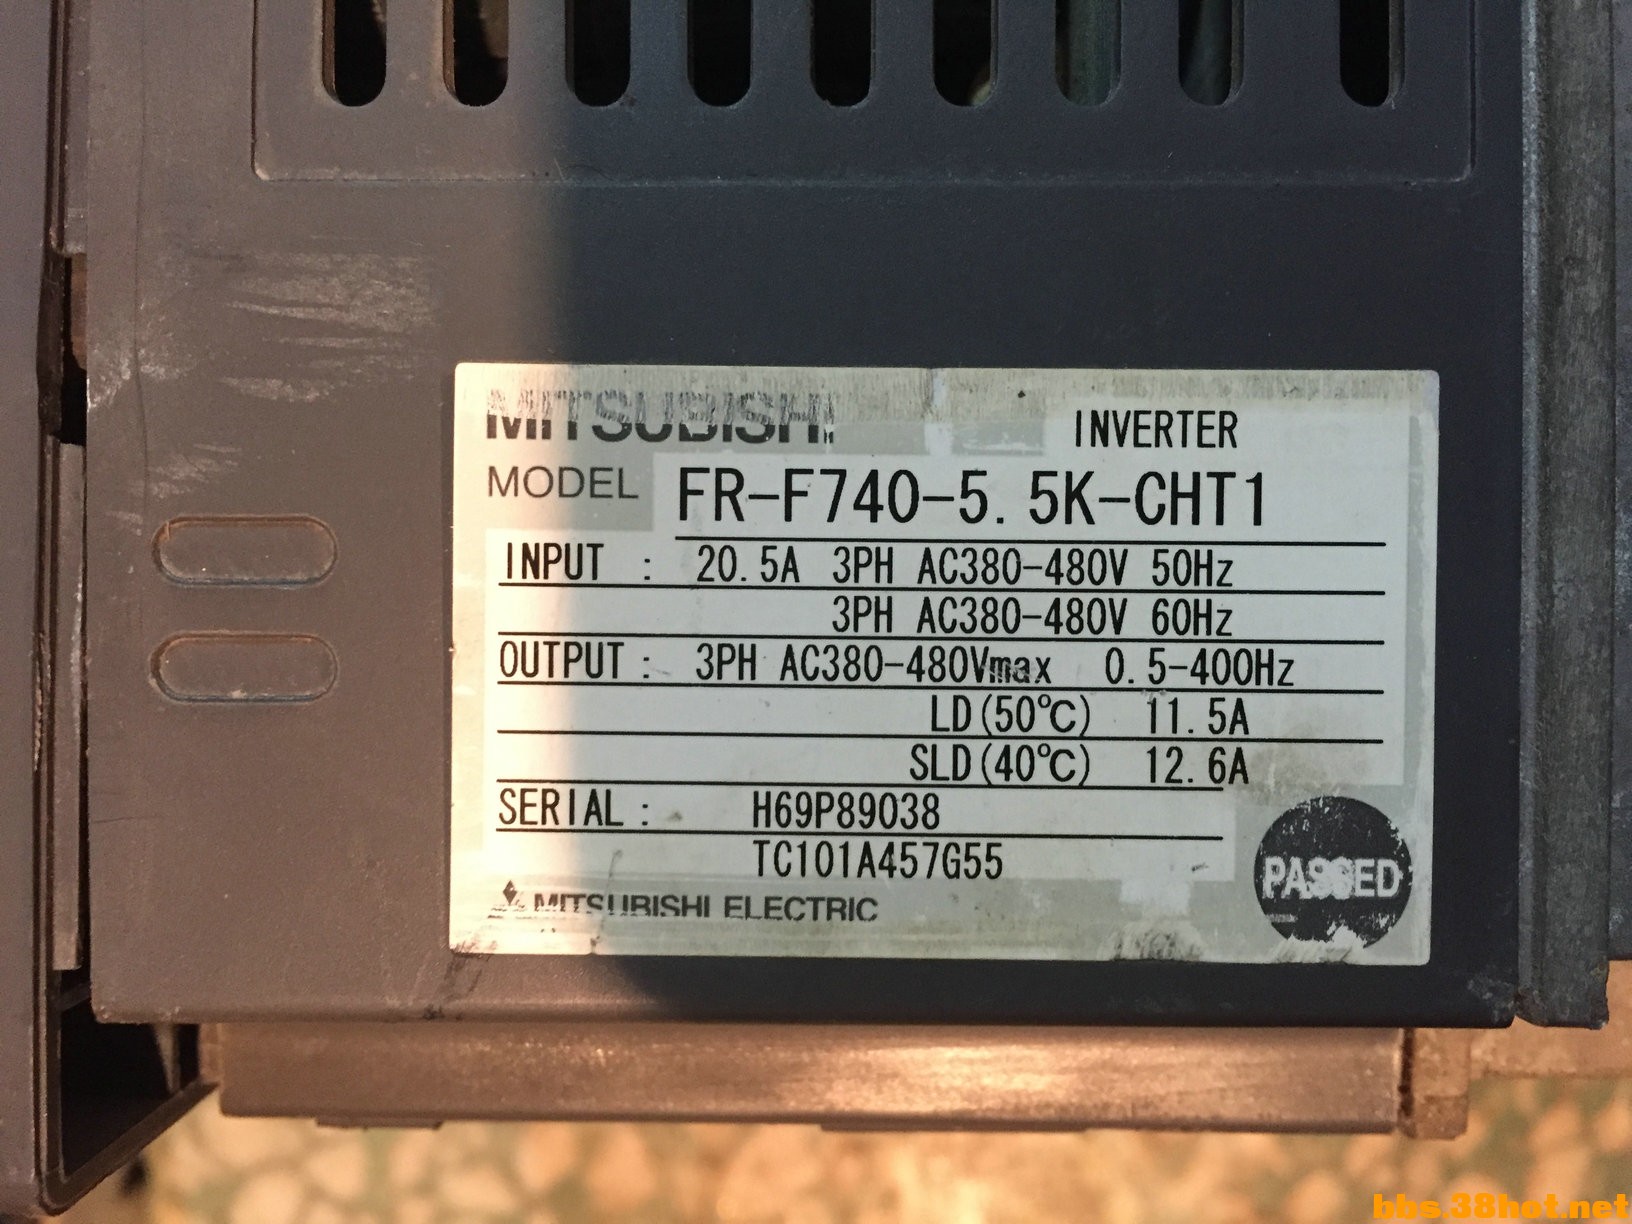 MITSUBISHI INVERTER
MODEL FR-F740-5.5K-CHT1
INPUT : 20.5A 3PH AC380-480V 50Hz
3PH AC380-480V 60Hz
OUTPUT : 3PH AC380-480Vmax 0.5-400Hz
LD(50℃) 11.5A
SLD(40℃) 12.6A
SERIAL : H69P89038
TC101A457G55
MITSUBISHI ELECTRIC
PASSED
bbs.38hot.net